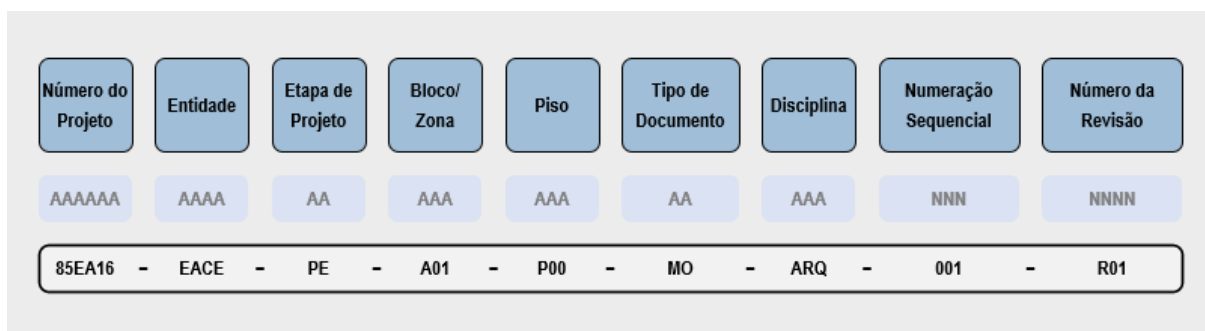 Número do Projeto
Entidade
Etapa de Projeto
Bloco/ Zona
Piso
Tipo de Documento
Disciplina
Numeração Sequencial
Número da Revisão
AAAAAA AAAA AA AAA AAA AA AAA NNN NNNN
85EA16 - EACE - PE - A01 - P00 - MO - ARQ - 001 - R01